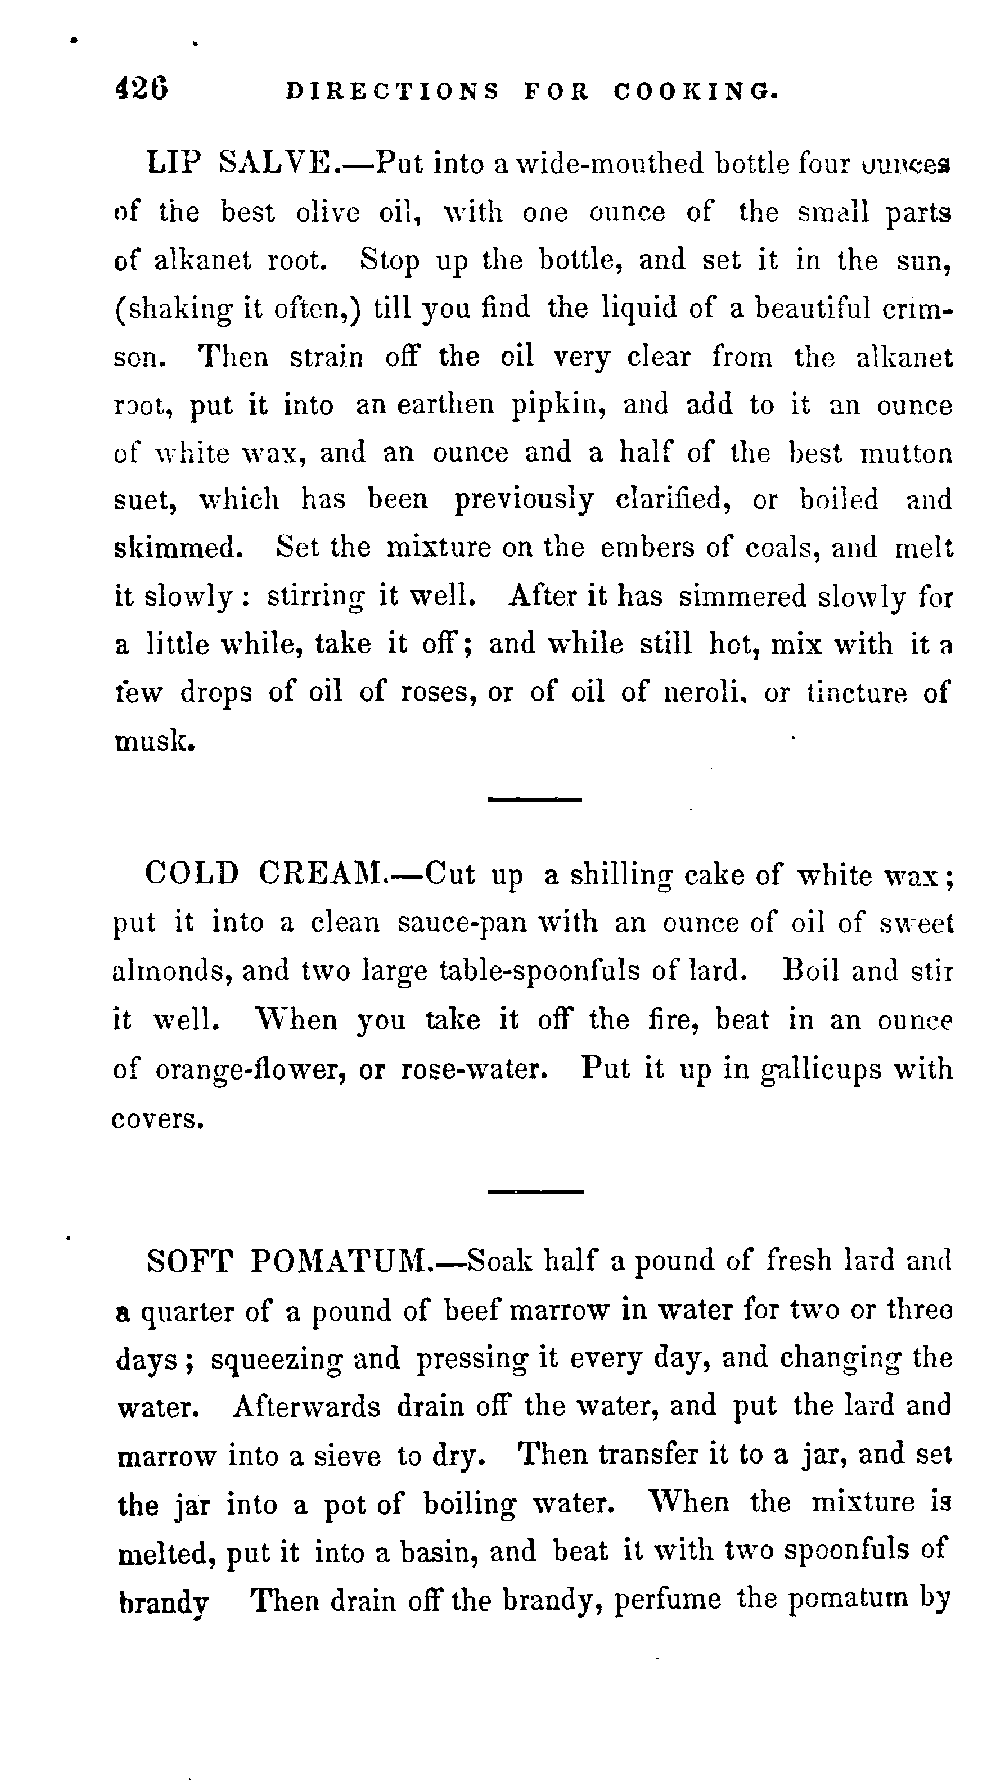 426 DIRECTIONS FOR COOKING.
LIP SALVE.—Put into a wide-mouthed bottle four ounces
of the best olive oil, with one ounce of the small parts
of alkanet root. Stop up the bottle, and set it in the sun,
(shaking it often,) till you find the liquid of a beautiful crim-
son. Then strain off the oil very clear from the alkanet
root, put it into an earthen pipkin, and add to it an ounce
of white wax, and an ounce and a half of the best mutton
suet, which has been previously clarified, or boiled and
skimmed. Set the mixture on the embers of coals, and melt
it slowly : stirring it well. After it has simmered slowly for
a little while, take it off ; and while still hot, mix with it a
few drops of oil of roses, or of oil of neroli, or tincture of
musk.
COLD CREAM.—Cut up a shilling cake of white wax ;
put it into a clean sauce-pan with an ounce of oil of sweet
almonds, and two large table-spoonfuls of lard. Boil and stir
it well. When you take it off the fire, beat in an ounce
of orange-flower, or rose-water. Put it up in gallicups with
covers.
SOFT POMATUM.—Soak half a pound of fresh lard and
a quarter of a pound of beef marrow in water for two or three
days ; squeezing and pressing it every day, and changing the
water. Afterwards drain off the water, and put the lard and
marrow into a sieve to dry. Then transfer it to a jar, and set
the jar into a pot of boiling water. When the mixture is
melted, put it into a basin, and beat it with two spoonfuls of
brandy Then drain off the brandy, perfume the pomatum by